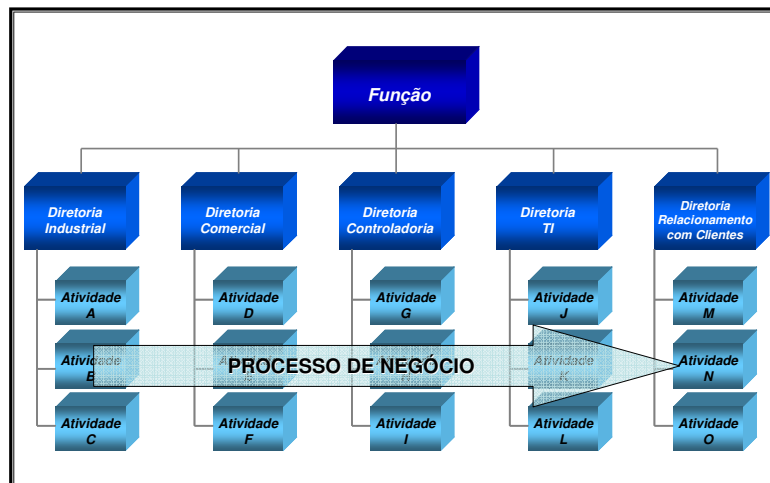 Função
Diretoria
Industrial
Diretoria
Comercial
Diretoria
Controladoria
Diretoria
TI
Diretoria
Relacionamento
com Clientes
Atividade
A
Atividade
D
Atividade
G
Atividade
J
Atividade
M
Atividade
B
PROCESSO DE NEGÓCIO
K
Atividade
N
Atividade
C
Atividade
F
Atividade
I
Atividade
L
Atividade
O